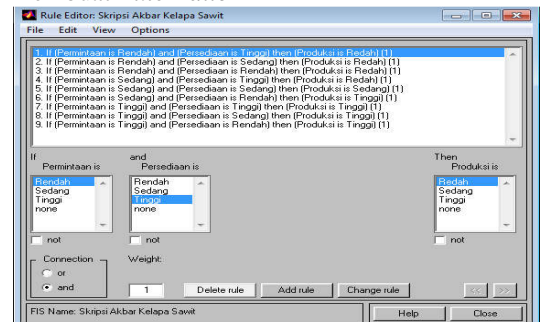 Rule Editor: Skripsi Akbar Kelapa Sawit
File Edit View Options
1. If (Permintaan is Rendah) and (Persediaan is Tinggi) then (Produksi is Redah) (1)
2. If (Permintaan is Rendah) and (Persediaan is Sedang) then (Produksi is Redah) (1)
3. If (Permintaan is Rendah) and (Persediaan is Rendah) then (Produksi is Redah) (1)
4. If (Permintaan is Sedang) and (Persediaan is Tinggi) then (Produksi is Redah) (1)
5. If (Permintaan is Sedang) and (Persediaan is Sedang) then (Produksi is Sedang) (1)
6. If (Permintaan is Sedang) and (Persediaan is Rendah) then (Produksi is Tinggi) (1)
7. If (Permintaan is Tinggi) and (Persediaan is Tinggi) then (Produksi is Tinggi) (1)
8. If (Permintaan is Tinggi) and (Persediaan is Sedang) then (Produksi is Tinggi) (1)
9. If (Permintaan is Tinggi) and (Persediaan is Rendah) then (Produksi is Tinggi) (1)
If and Then
Permintaan is Persediaan is Produksi is
Rendah Rendah Redah
Sedang Sedang Sedang
Tinggi Tinggi Tinggi
none none none
not not not
Connection Weight:
or
and 1 Delete rule Add rule Change rule << >>
FIS Name: Skripsi Akbar Kelapa Sawit Help Close